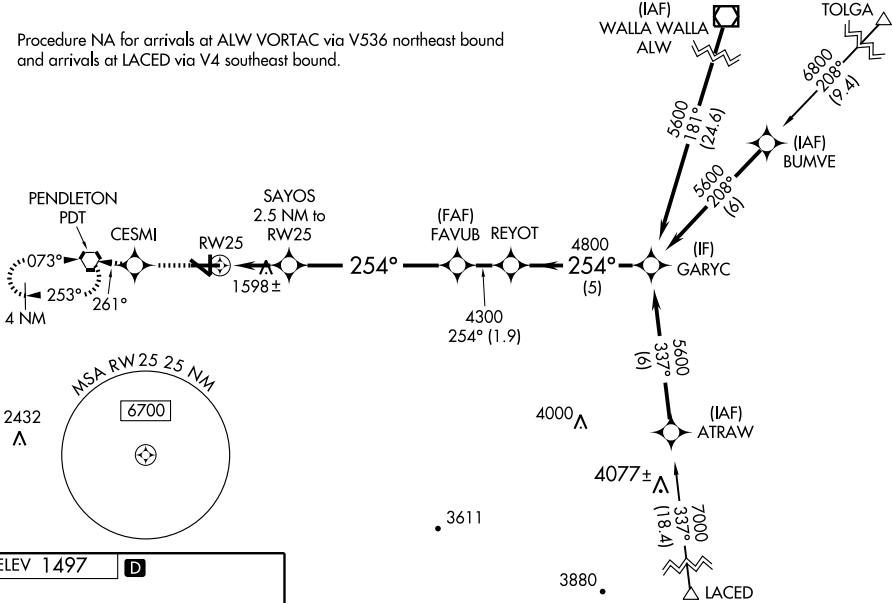 Procedure NA for arrivals at ALW VORTAC via V536 northeast bound
and arrivals at LACED via V4 southeast bound.
(IAF)
WALLA WALLA
ALW
TOLGA
6800
208°
(9.4)
5600
181°
(24.6)
(IAF)
BUMVE
5600
208°
(6)
PENDLETON
PDT
CESMI
RW25
SAYOS
2.5 NM to
RW25
(FAF)
FAVUB
REYOT
4800
254°
(5)
(IF)
GARYC
073°
253°
261°
4 NM
1598±
254°
4300
254° (1.9)
5600
337°
(6)
MSA RW25 25 NM
6700
2432
4000
(IAF)
ATRAW
4077±
7000
337°
(18.4)
3611
3880
LACED
ELEV 1497
D